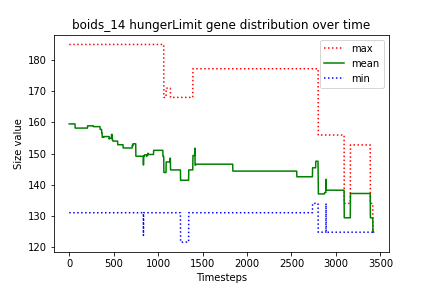 boids_14 hungerLimit gene distribution over time
max
mean
min
Size value
180
170
160
150
140
130
120
0 500 1000 1500 2000 2500 3000 3500
Timesteps